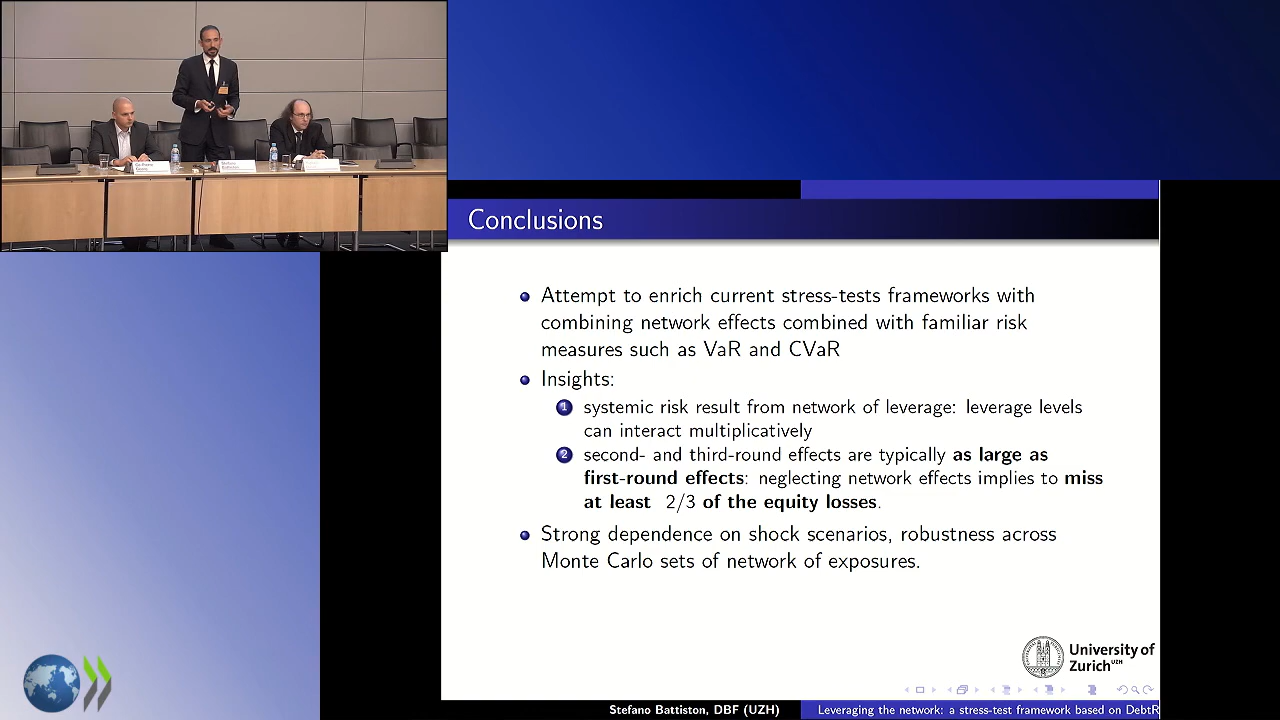 Conclusions
Attempt to enrich current stress-tests frameworks with
combining network effects combined with familiar risk
measures such as VaR and CVaR
Insights:
1 systemic risk result from network of leverage: leverage levels
can interact multiplicatively
2 second- and third-round effects are typically as large as
first-round effects: neglecting network effects implies to miss
at least 2/3 of the equity losses.
Strong dependence on shock scenarios, robustness across
Monte Carlo sets of network of exposures.
University of
Zurich UZH
Stefano Battiston, DBF (UZH)
Leveraging the network: a stress-test framework based on DebtR